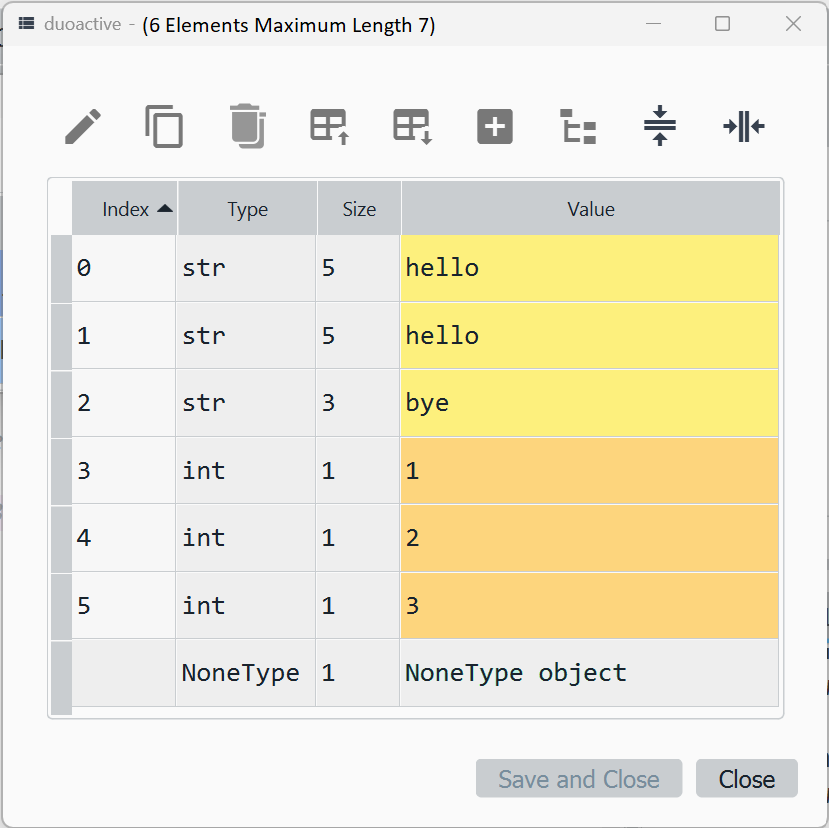 duoactive - (6 Elements Maximum Length 7)
Index Type Size Value
0 str 5 hello
1 str 5 hello
2 str 3 bye
3 int 1 1
4 int 1 2
5 int 1 3
NoneType 1 NoneType object
Save and Close Close